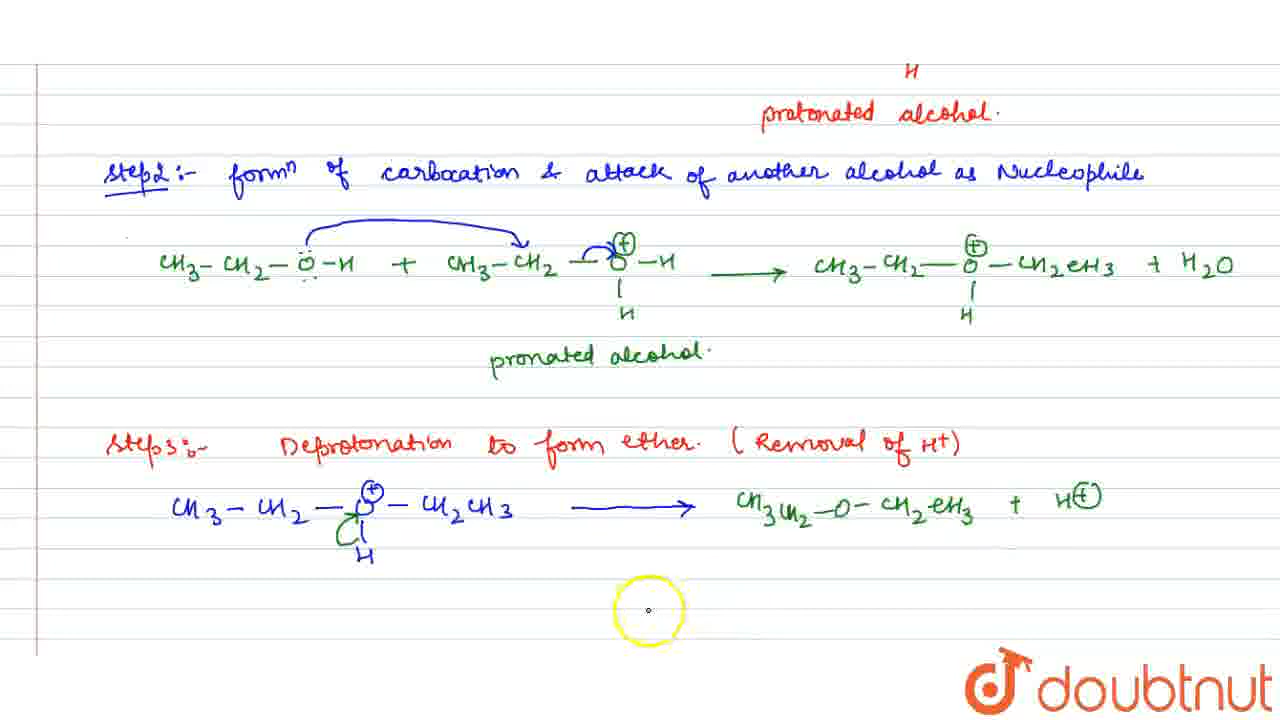 H
protonated alcohol.
Step2:- formⁿ of carbocation & attack of another alcohol as Nucleophile
CH3-CH2-Ö-H + CH3-CH2-O⊕-H → CH3-CH2-O⊕-CH2CH3 + H2O
H H
pronated alcohol.
Step3:- Deprotonation to form ether. (Removal of H+)
CH3-CH2-O⊕-CH2CH3 → CH3CH2-O-CH2CH3 + H⊕
H
doubtnut